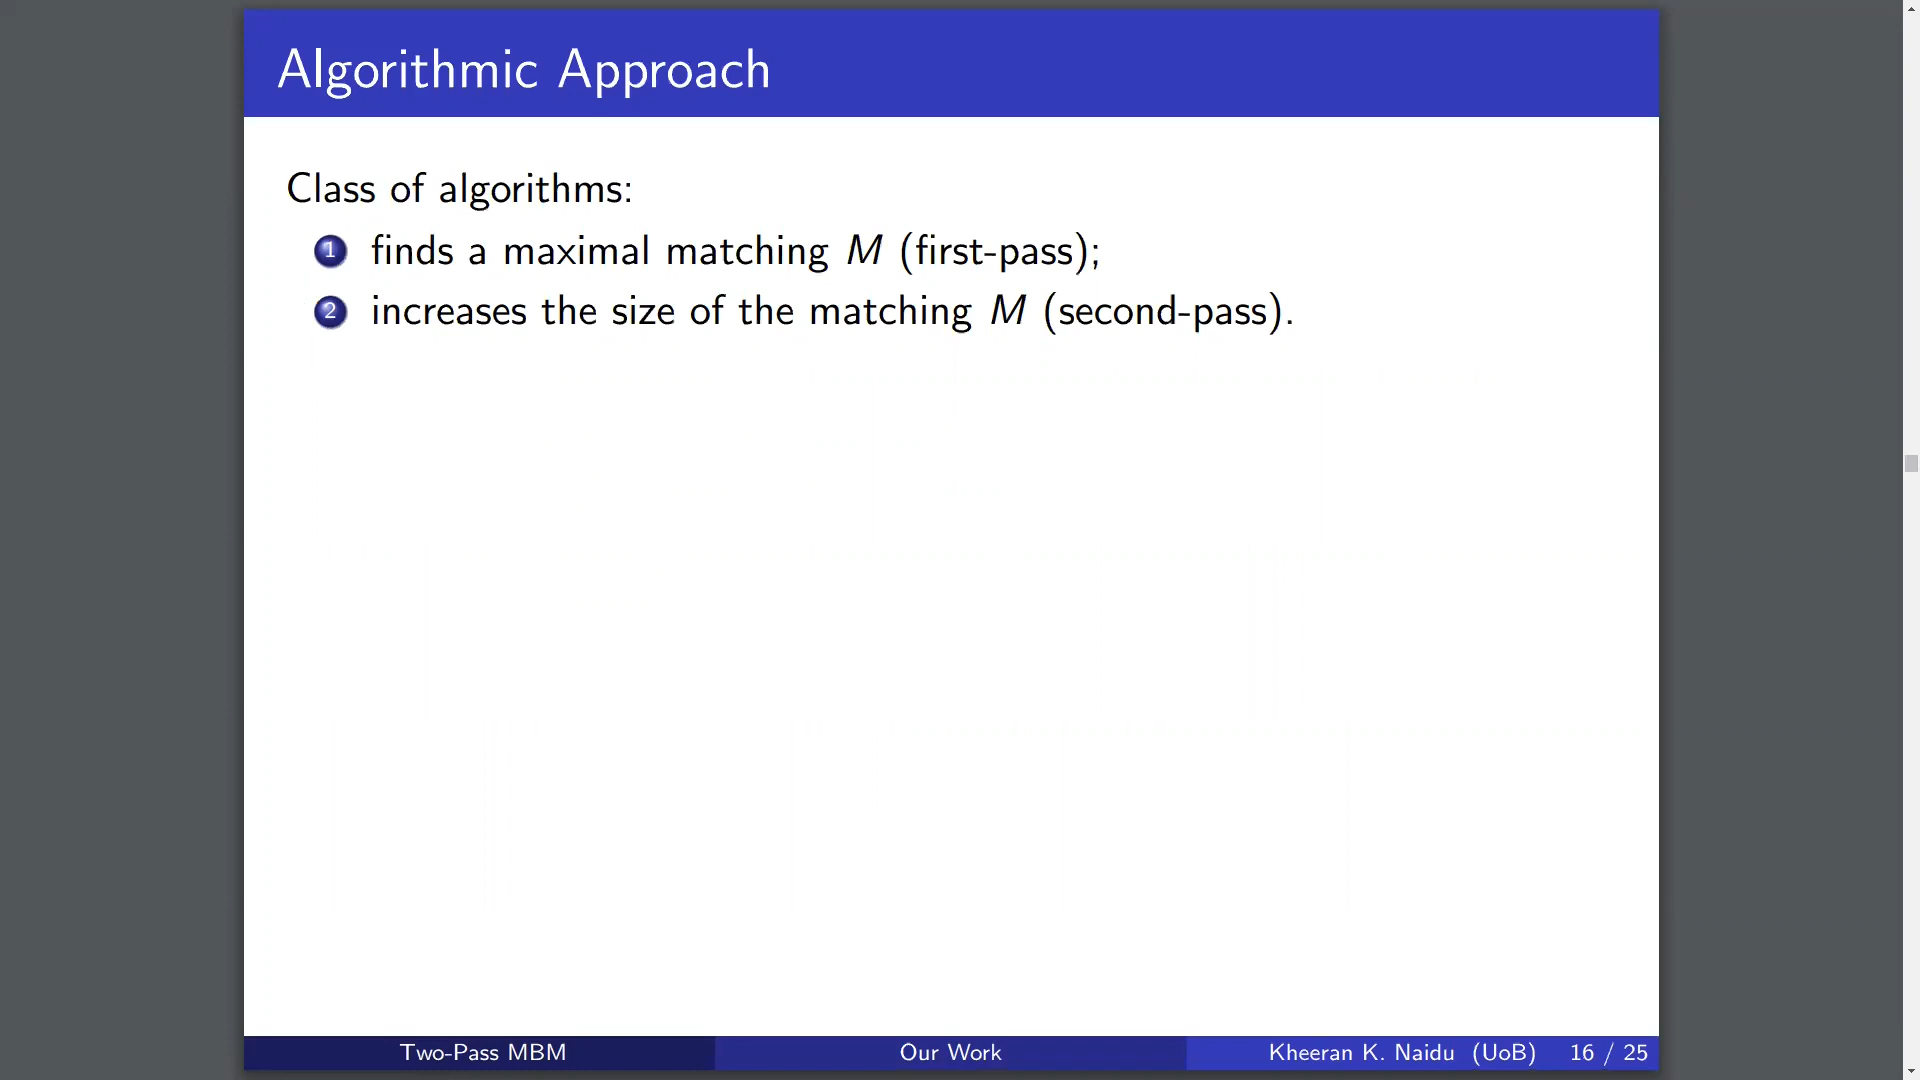 Algorithmic Approach
Class of algorithms:
1 finds a maximal matching M (first-pass);
2 increases the size of the matching M (second-pass).
Two-Pass MBM Our Work Kheeran K. Naidu (UoB) 16 / 25